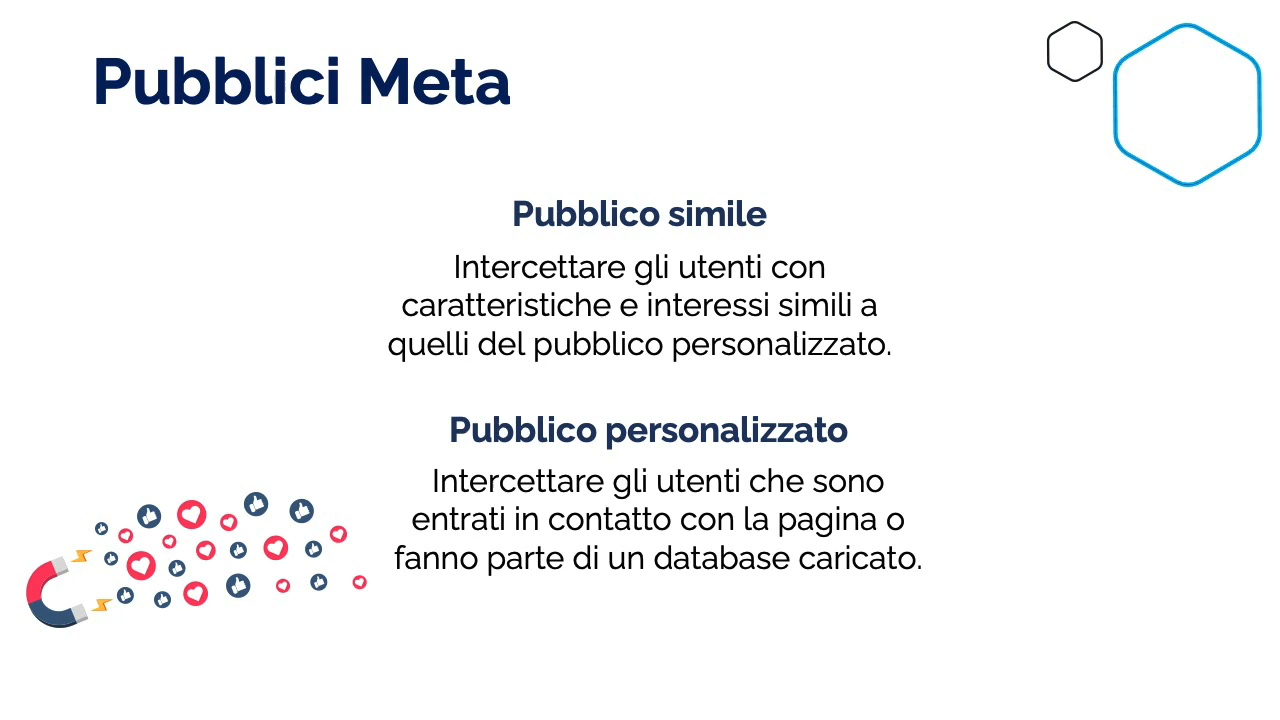 Pubblici Meta
Pubblico simile
Intercettare gli utenti con
caratteristiche e interessi simili a
quelli del pubblico personalizzato.
Pubblico personalizzato
Intercettare gli utenti che sono
entrati in contatto con la pagina o
fanno parte di un database caricato.